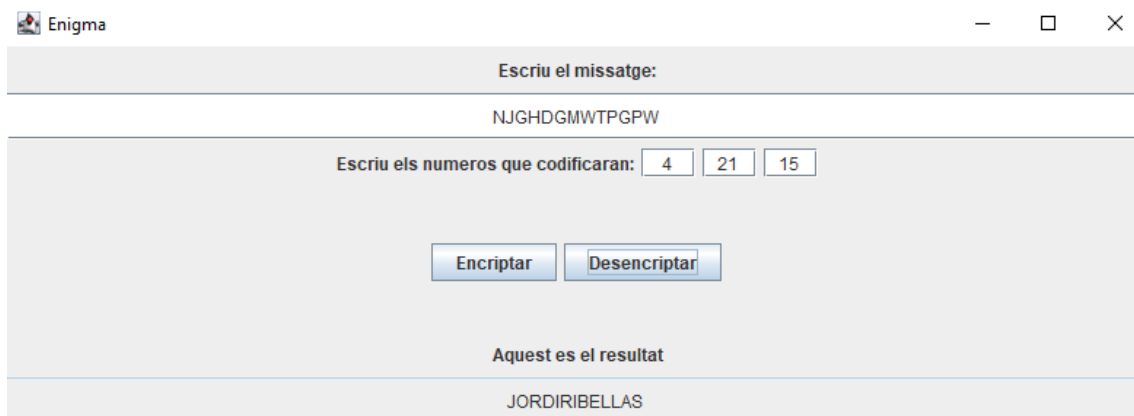 Enigma
Escriu el missatge:
NJGHDGMWTPGPW
Escriu els numeros que codificaran: 4 21 15
Encriptar Desencriptar
Aquest es el resultat
JORDIRIBELLAS